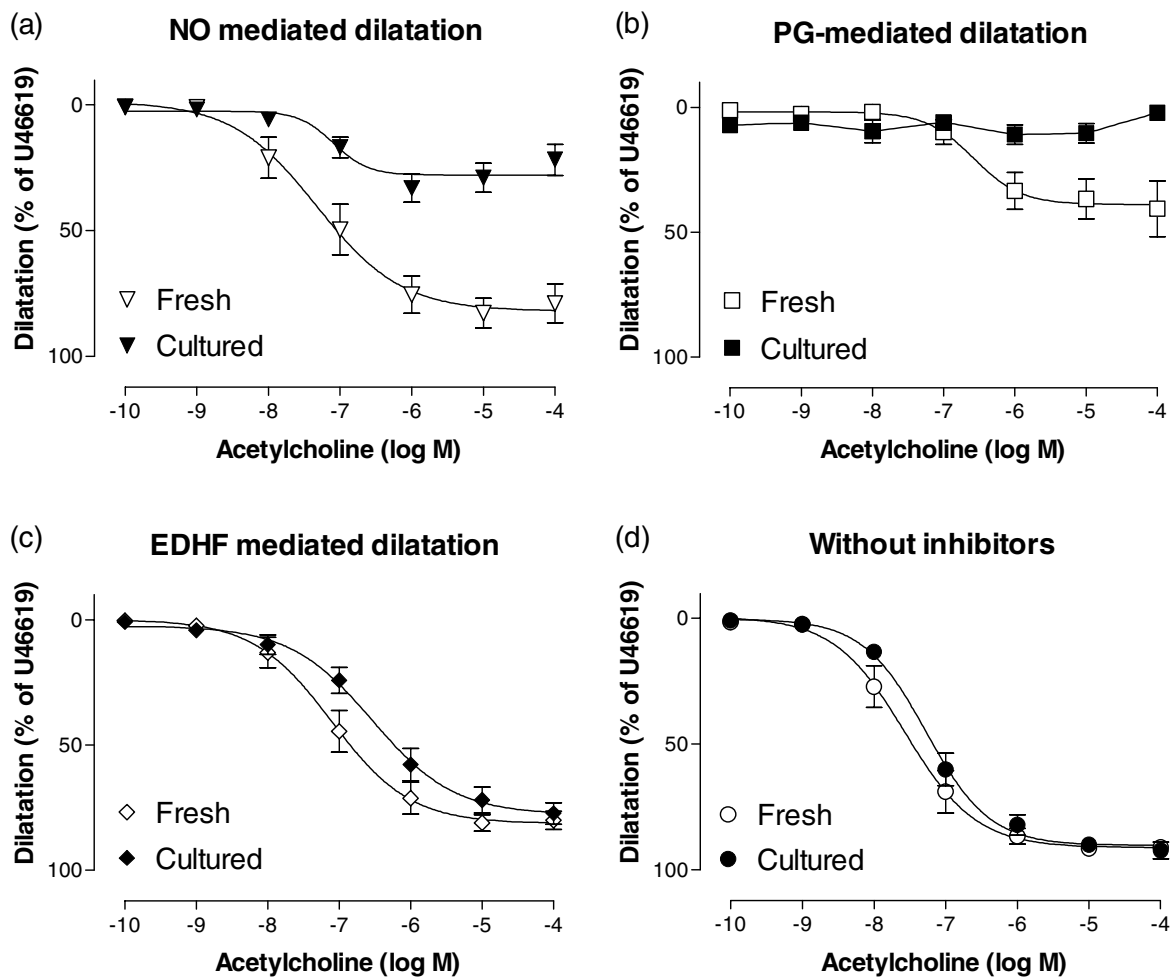 (a)
NO mediated dilatation
Dilatation (% of U46619)
0
50
100
Fresh
Cultured
-10 -9 -8 -7 -6 -5 -4
Acetylcholine (log M)
(b)
PG-mediated dilatation
Dilatation (% of U46619)
0
50
100
Fresh
Cultured
-10 -9 -8 -7 -6 -5 -4
Acetylcholine (log M)
(c)
EDHF mediated dilatation
Dilatation (% of U46619)
0
50
100
Fresh
Cultured
-10 -9 -8 -7 -6 -5 -4
Acetylcholine (log M)
(d)
Without inhibitors
Dilatation (% of U46619)
0
50
100
Fresh
Cultured
-10 -9 -8 -7 -6 -5 -4
Acetylcholine (log M)